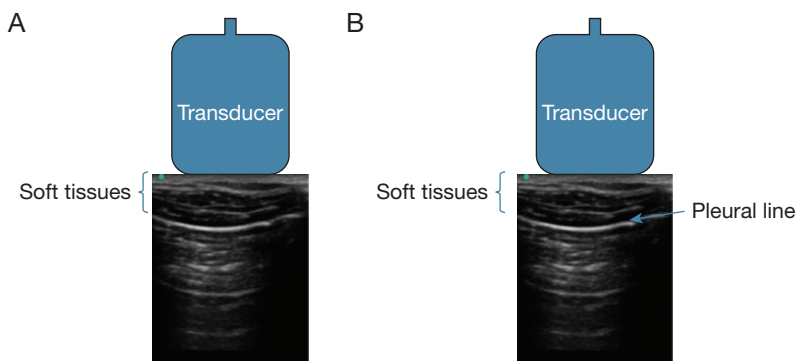 A
B
Transducer
Transducer
Soft tissues
Soft tissues
Pleural line